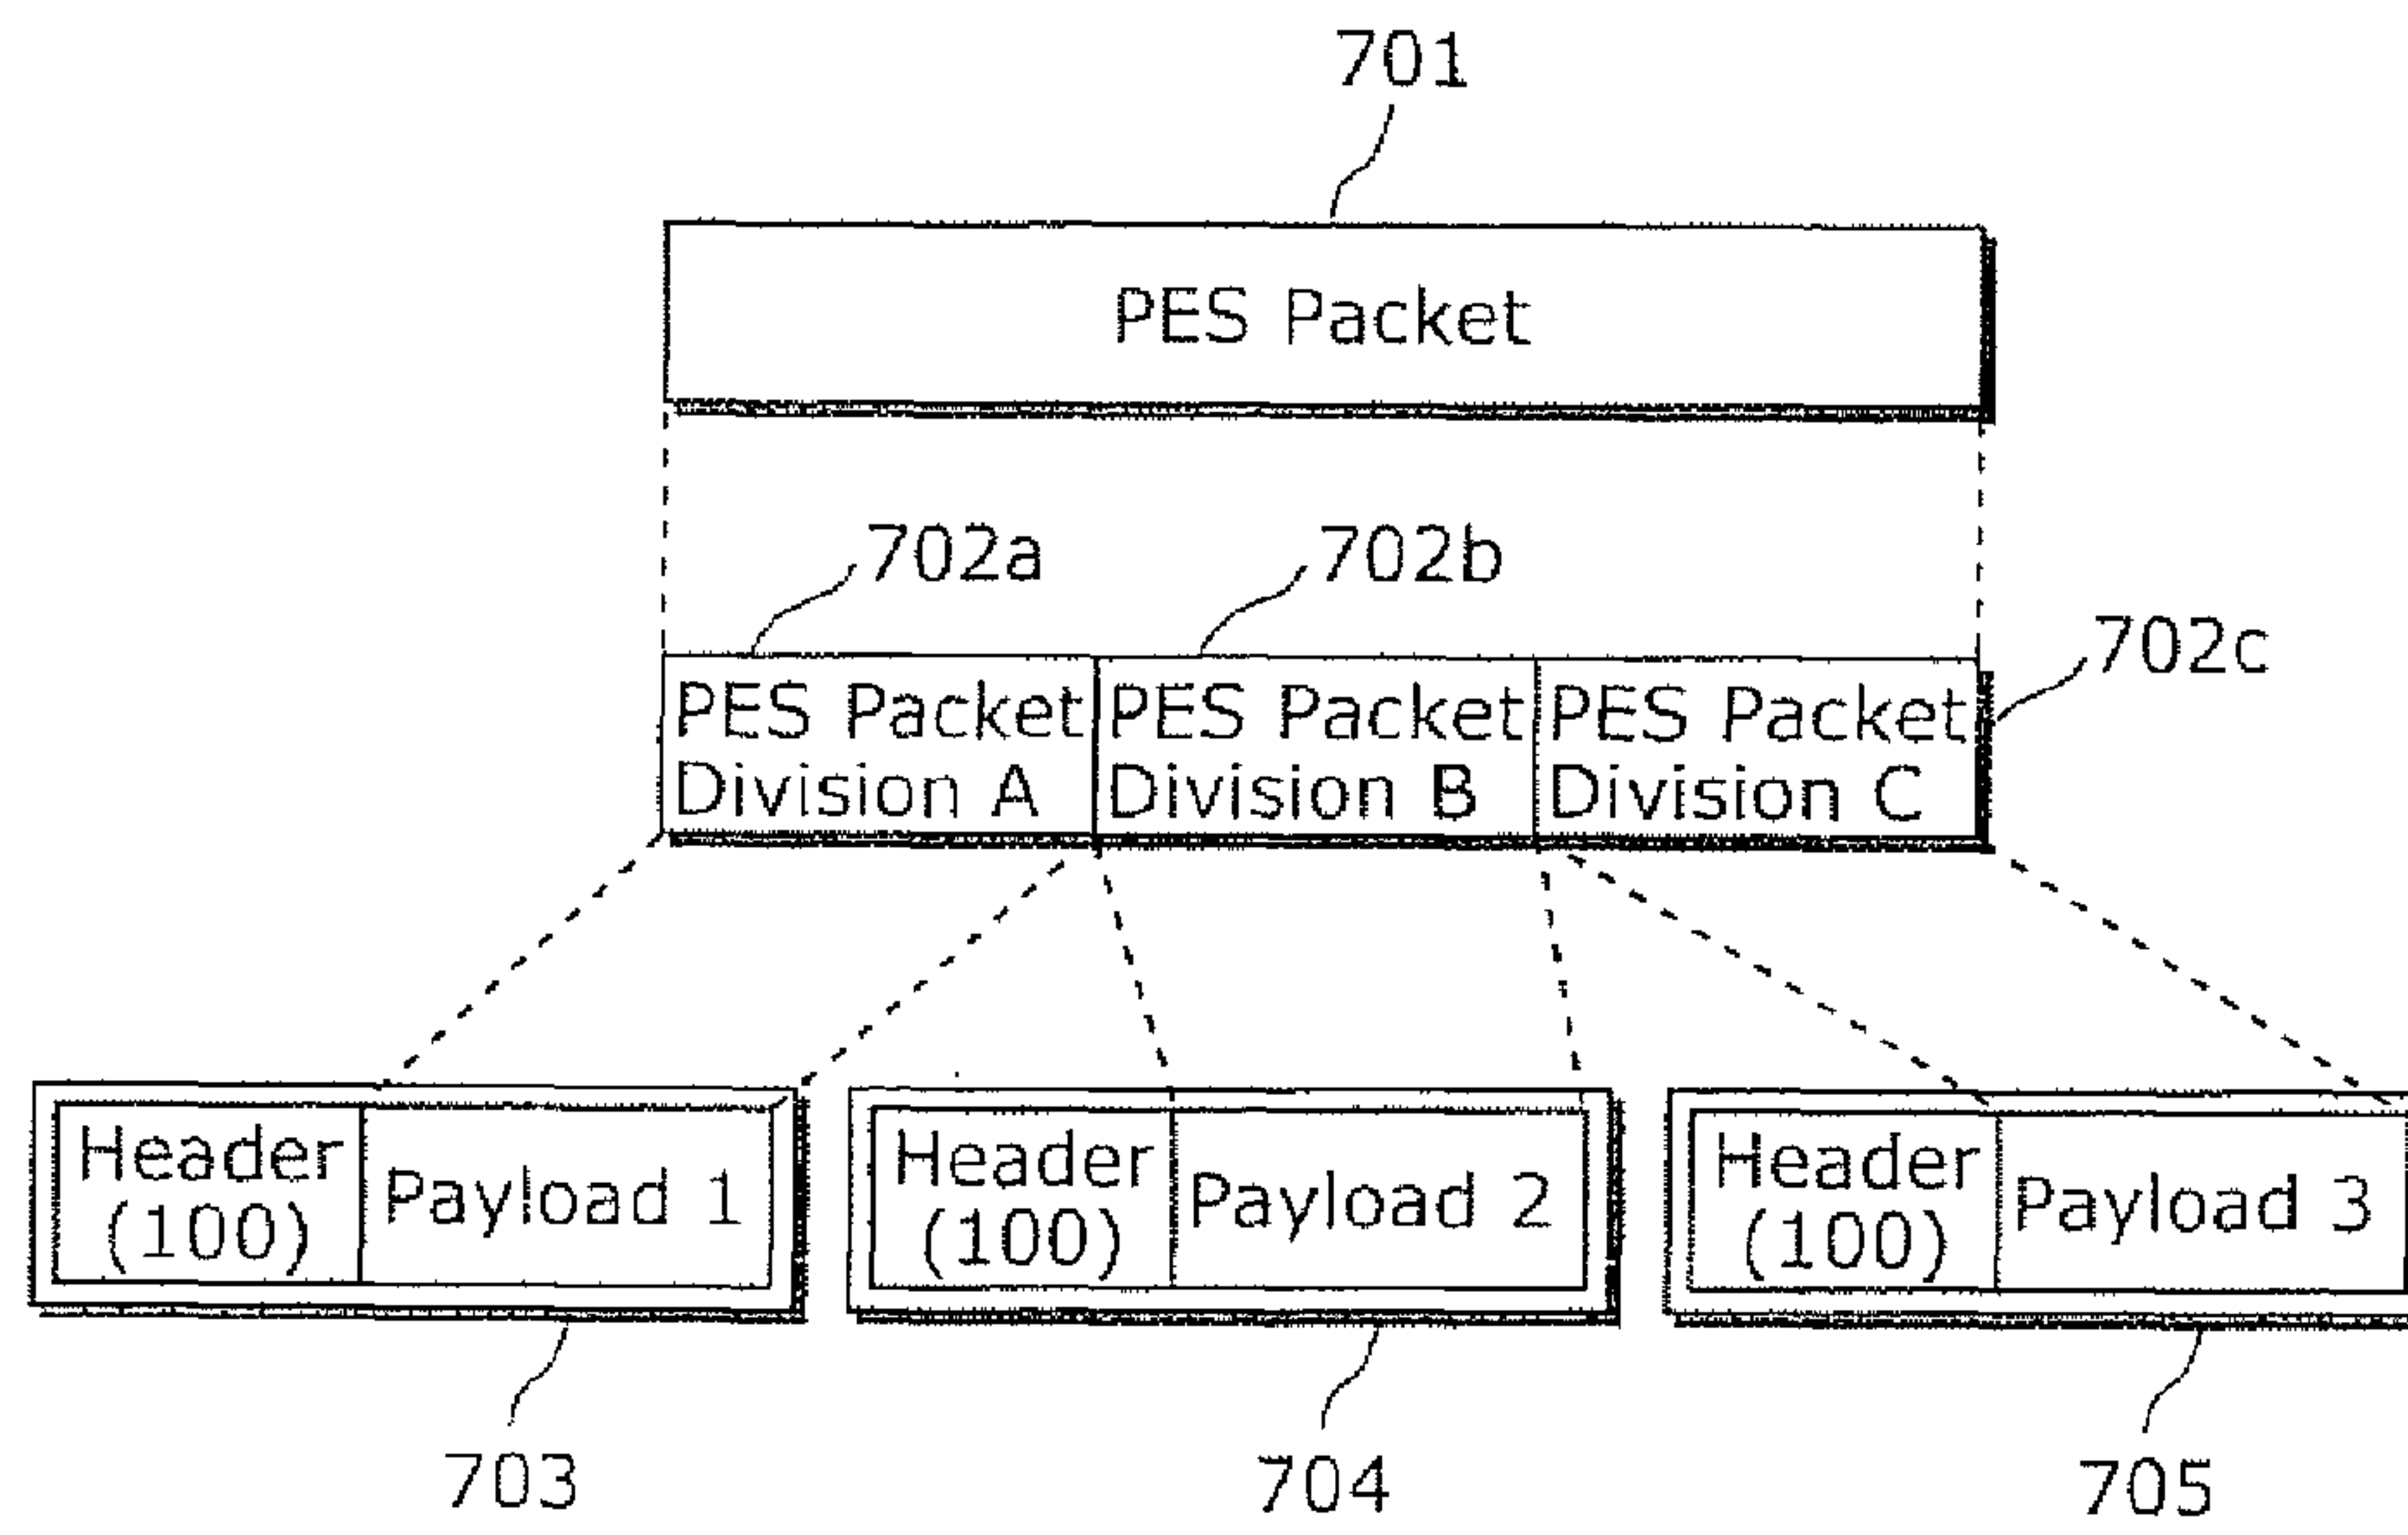 701
PES Packet
702a
702b
702c
PES Packet
Division A
PES Packet
Division B
PES Packet
Division C
Header
(100)
Payload 1
Header
(100)
Payload 2
Header
(100)
Payload 3
703
704
705